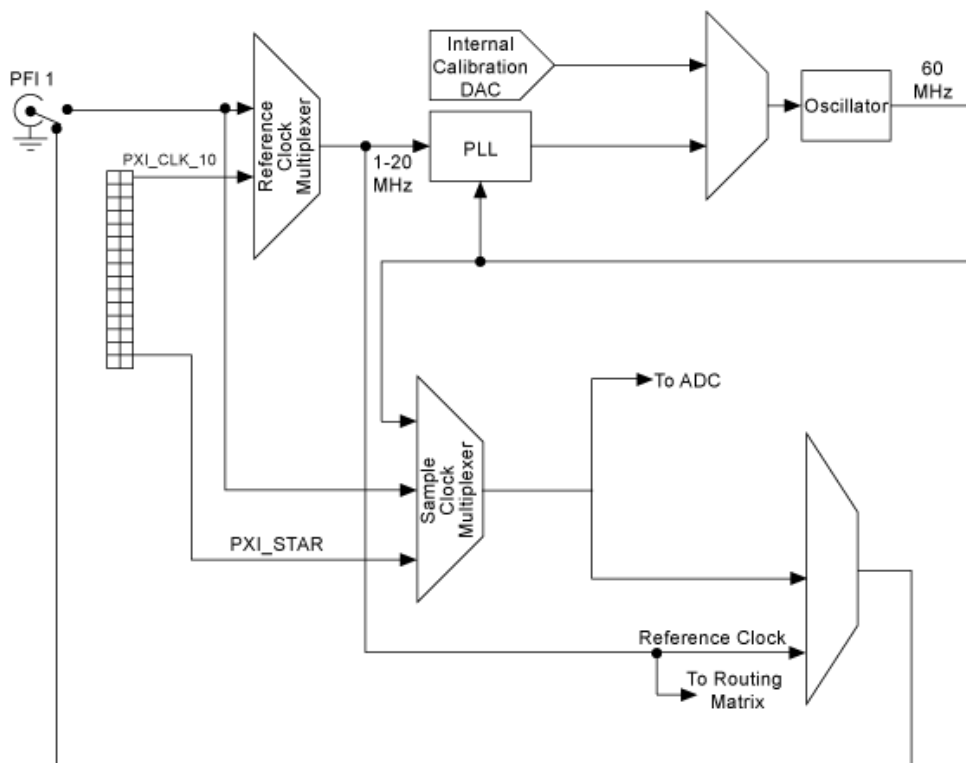 PFI 1
PXI_CLK_10
Reference
Clock
Multiplexer
Internal
Calibration
DAC
1-20
MHz
PLL
Oscillator
60
MHz
Sample
Clock
Multiplexer
PXI_STAR
To ADC
Reference Clock
To Routing
Matrix